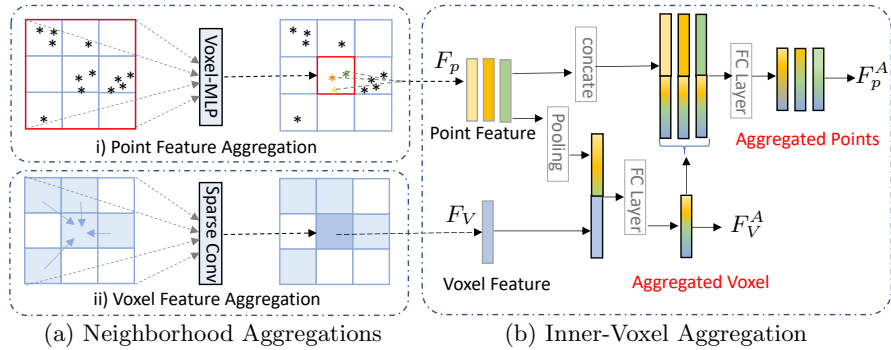 Voxel-MLP
i) Point Feature Aggregation
Sparse Conv
ii) Voxel Feature Aggregation
(a) Neighborhood Aggregations
F_p
Point Feature
concate
Pooling
FC Layer
F_p^A
Aggregated Points
F_V
Voxel Feature
FC Layer
F_V^A
Aggregated Voxel
(b) Inner-Voxel Aggregation